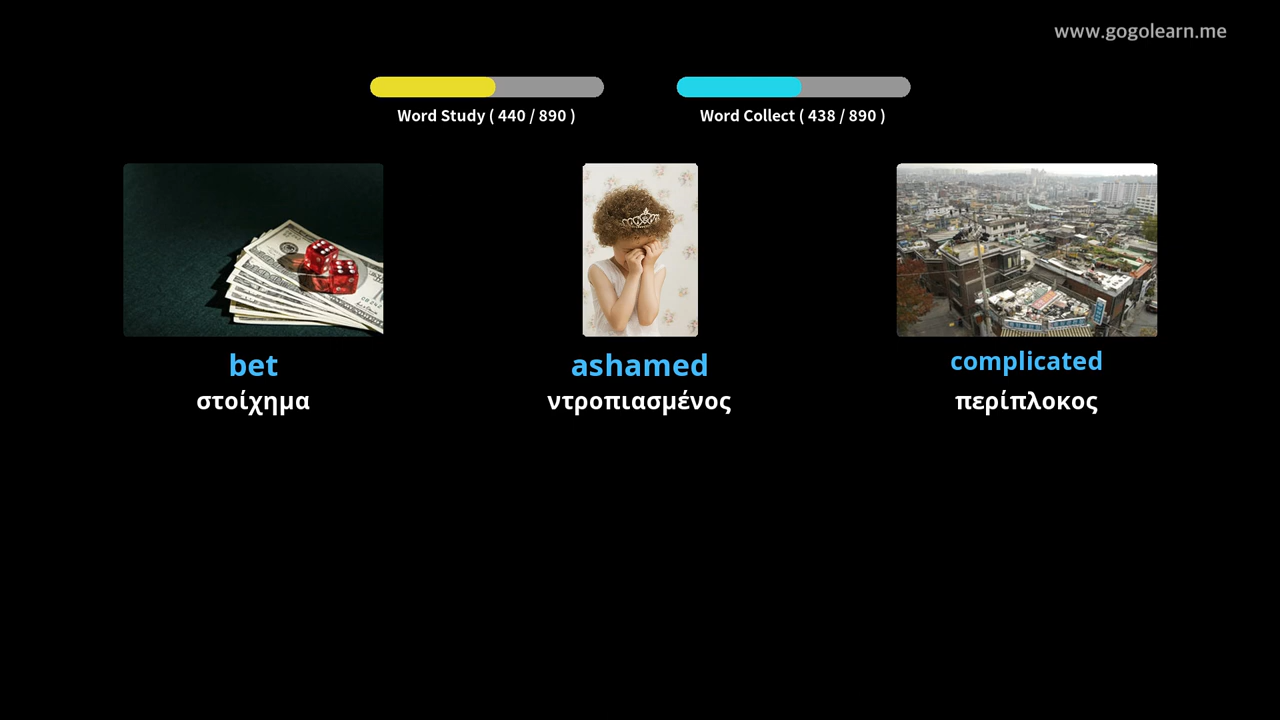 www.gogolearn.me
Word Study ( 440 / 890 )
Word Collect ( 438 / 890 )
bet
στοίχημα
ashamed
ντροπιασμένος
complicated
περίπλοκος